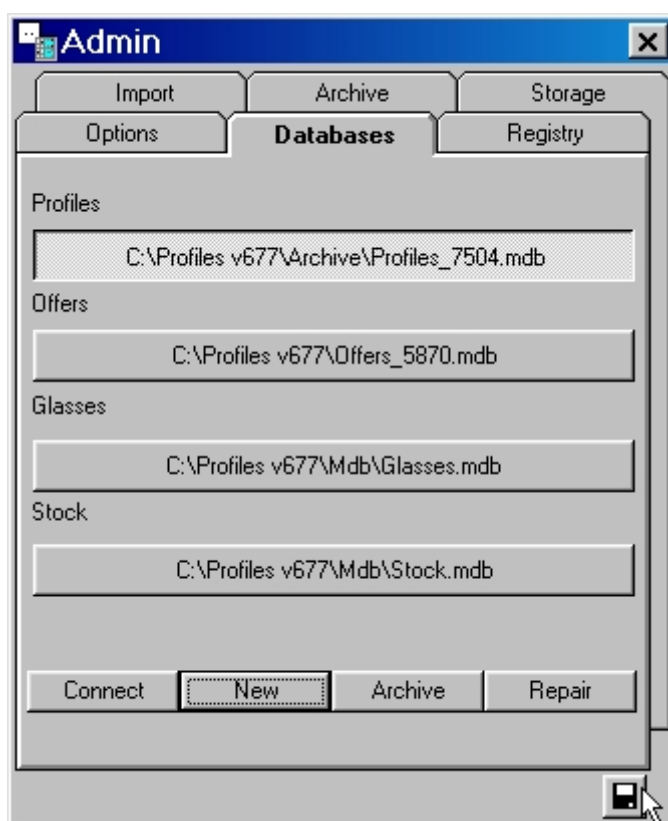 Admin
Import Archive Storage
Options Databases Registry
Profiles
C:\Profiles v677\Archive\Profiles_7504.mdb
Offers
C:\Profiles v677\Offers_5870.mdb
Glasses
C:\Profiles v677\Mdb\Glasses.mdb
Stock
C:\Profiles v677\Mdb\Stock.mdb
Connect New Archive Repair